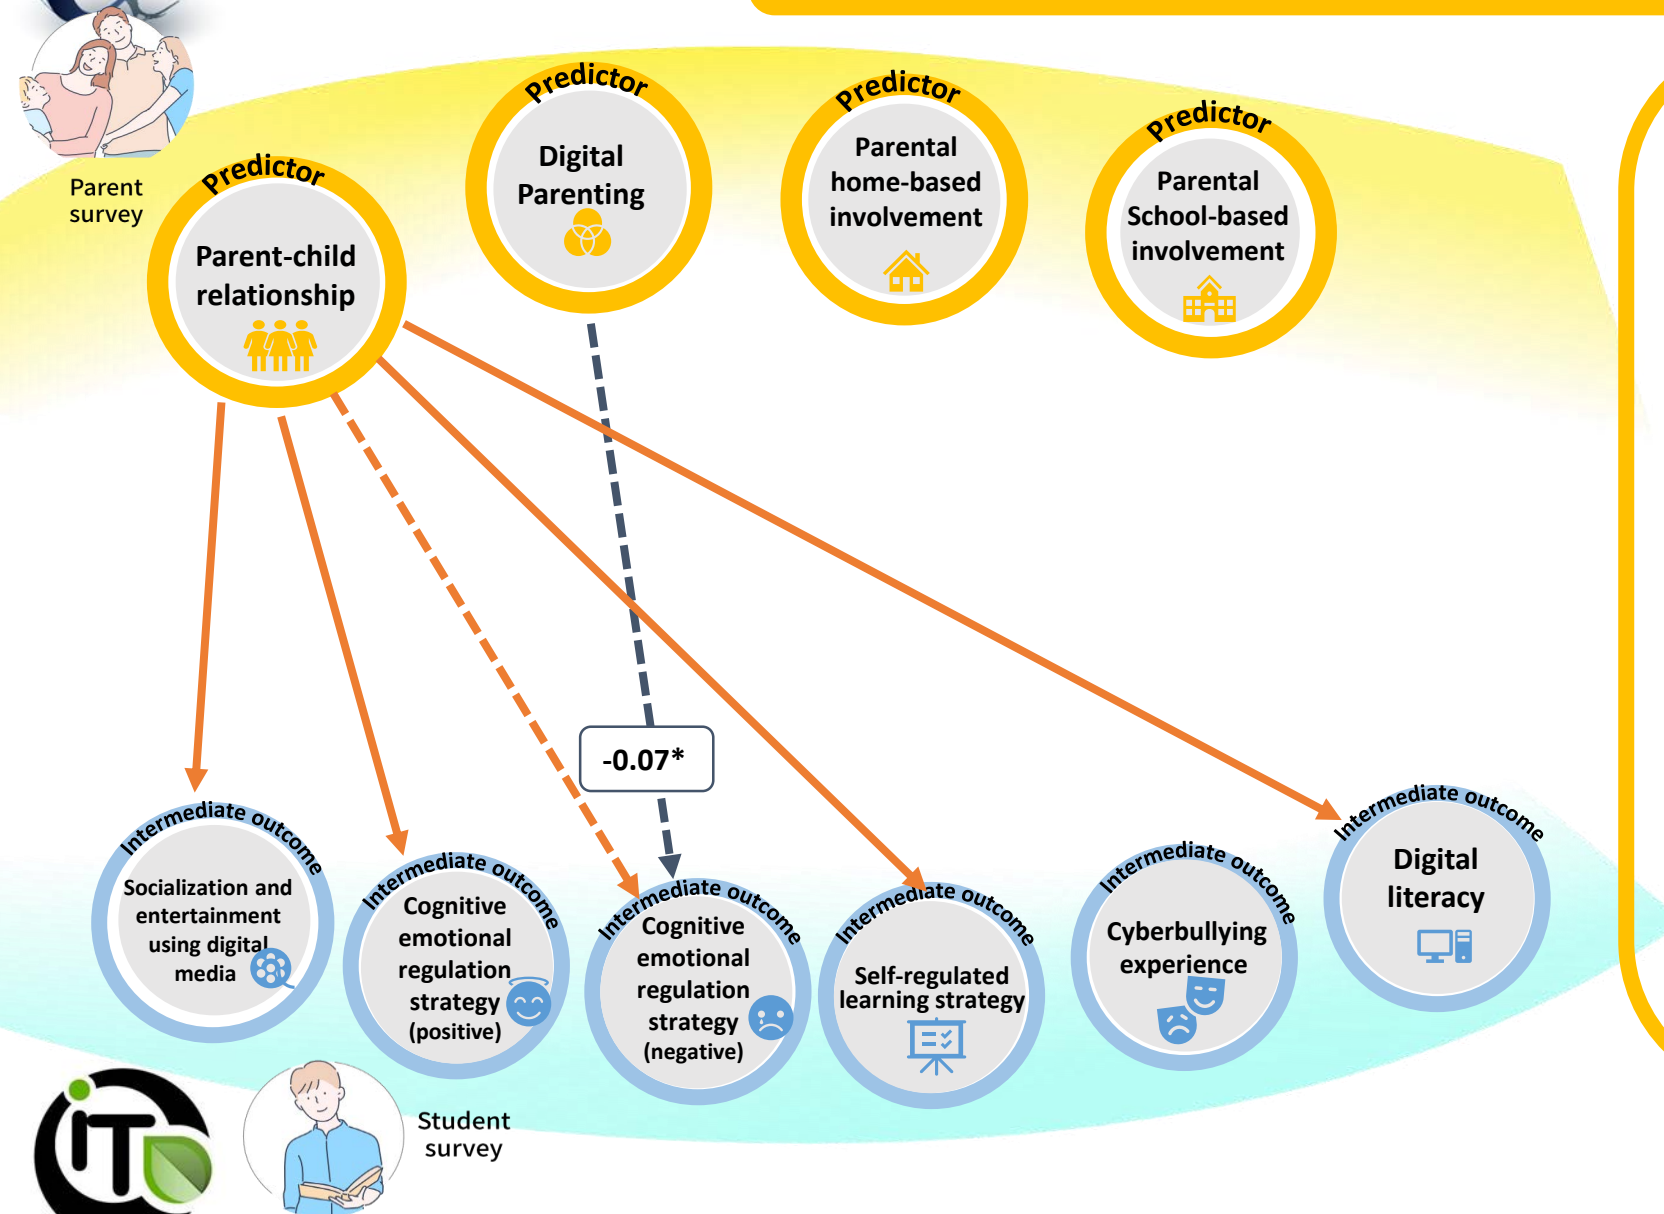 Parent
survey
Predictor
Parent-child
relationship
Predictor
Digital
Parenting
Predictor
Parental
home-based
involvement
Predictor
Parental
School-based
involvement
-0.07*
Intermediate outcome
Socialization and
entertainment
using digital
media
Intermediate outcome
Cognitive
emotional
regulation
strategy
(positive)
Intermediate outcome
Cognitive
emotional
regulation
strategy
(negative)
Intermediate outcome
Self-regulated
learning strategy
Intermediate outcome
Cyberbullying
experience
Intermediate outcome
Digital
literacy
iT
Student
survey